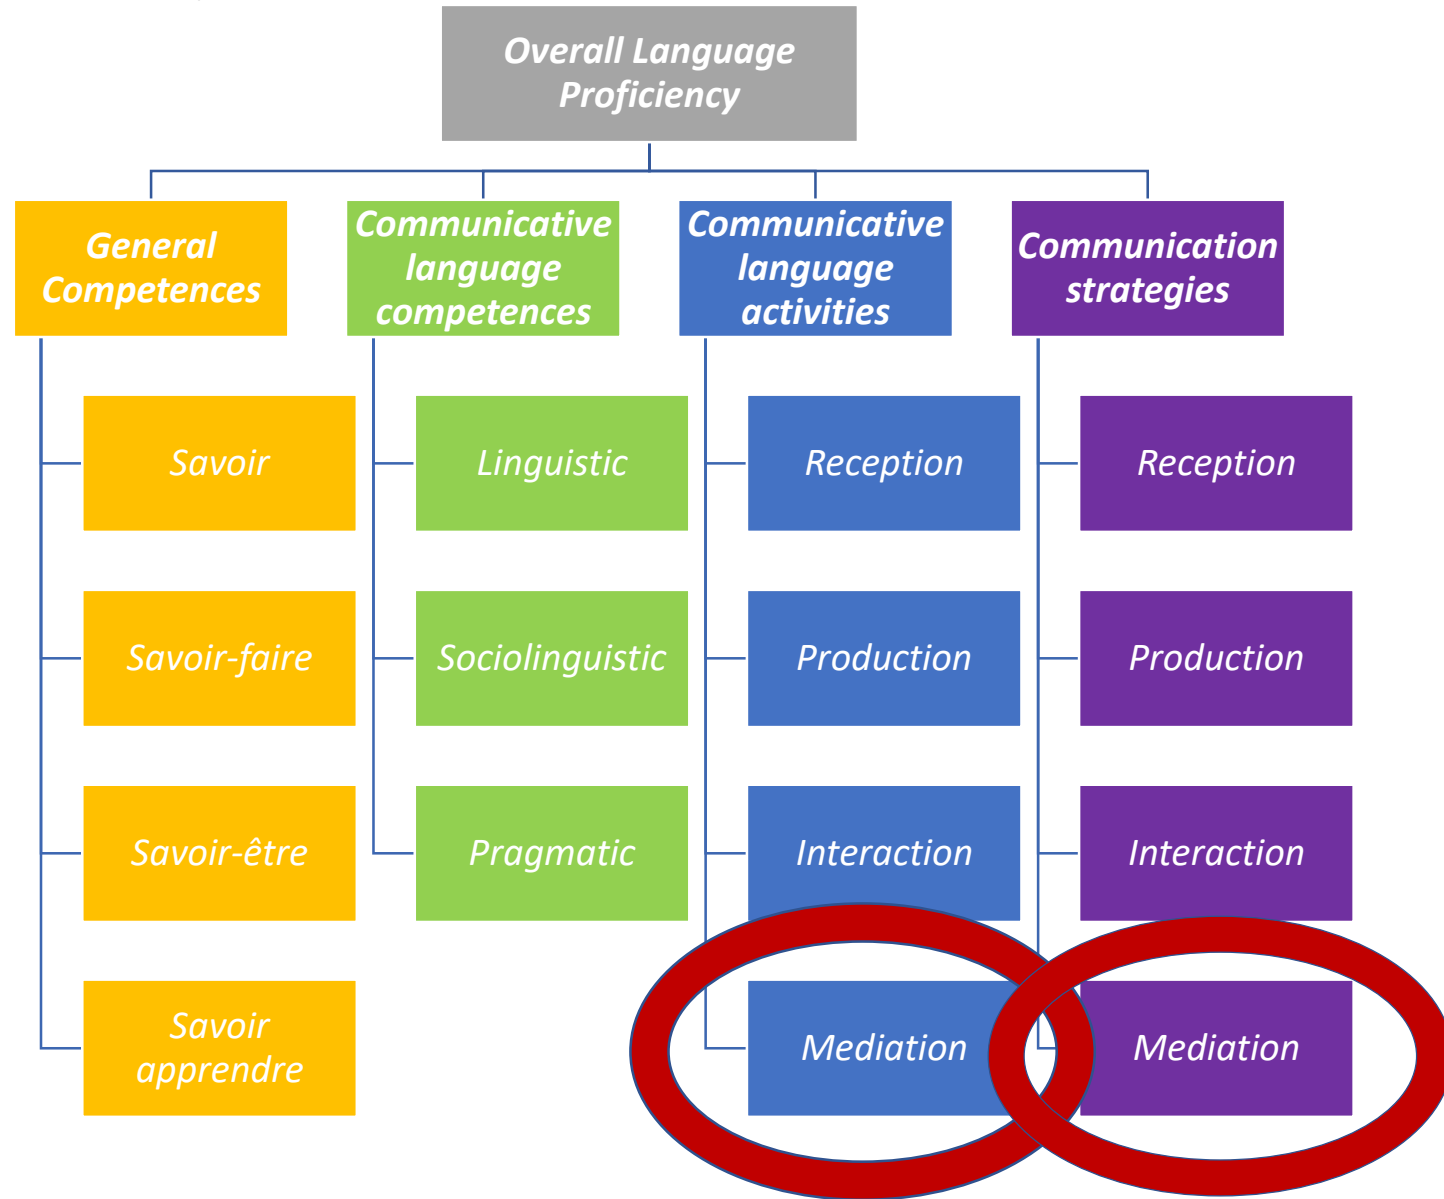 Overall Language
Proficiency
General
Competences
Savoir
Savoir-faire
Savoir-être
Savoir
apprendre
Communicative
language
competences
Linguistic
Sociolinguistic
Pragmatic
Communicative
language
activities
Reception
Production
Interaction
Mediation
Communication
strategies
Reception
Production
Interaction
Mediation